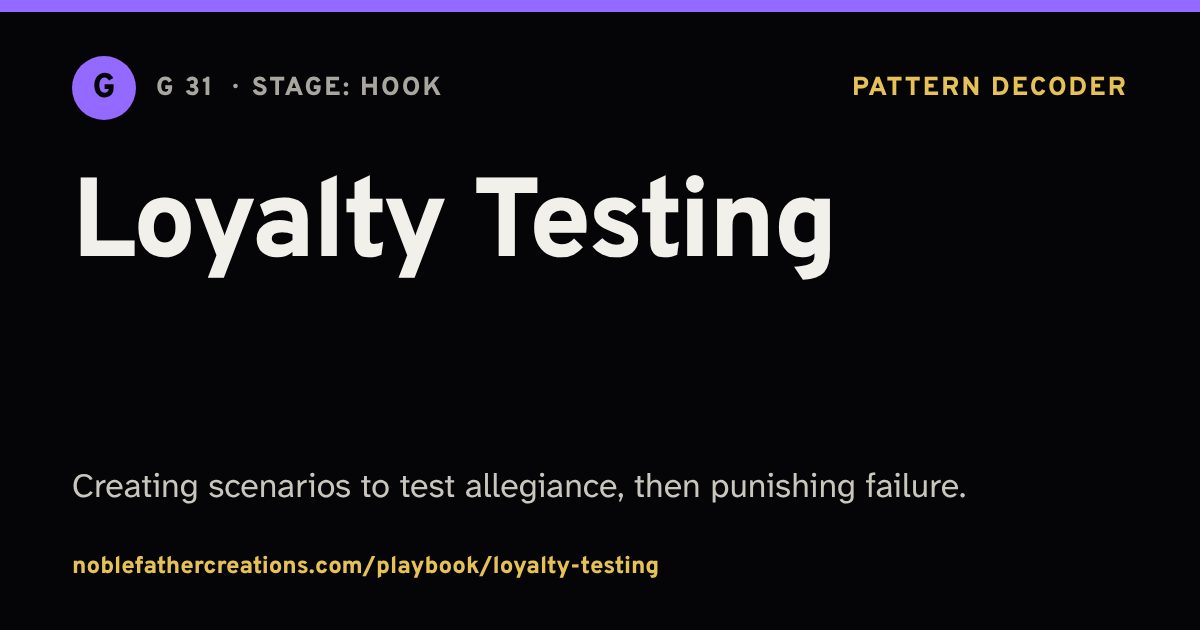 G
G 31 · STAGE: HOOK
PATTERN DECODER
Loyalty Testing
Creating scenarios to test allegiance, then punishing failure.
noblefathercreations.com/playbook/loyalty-testing